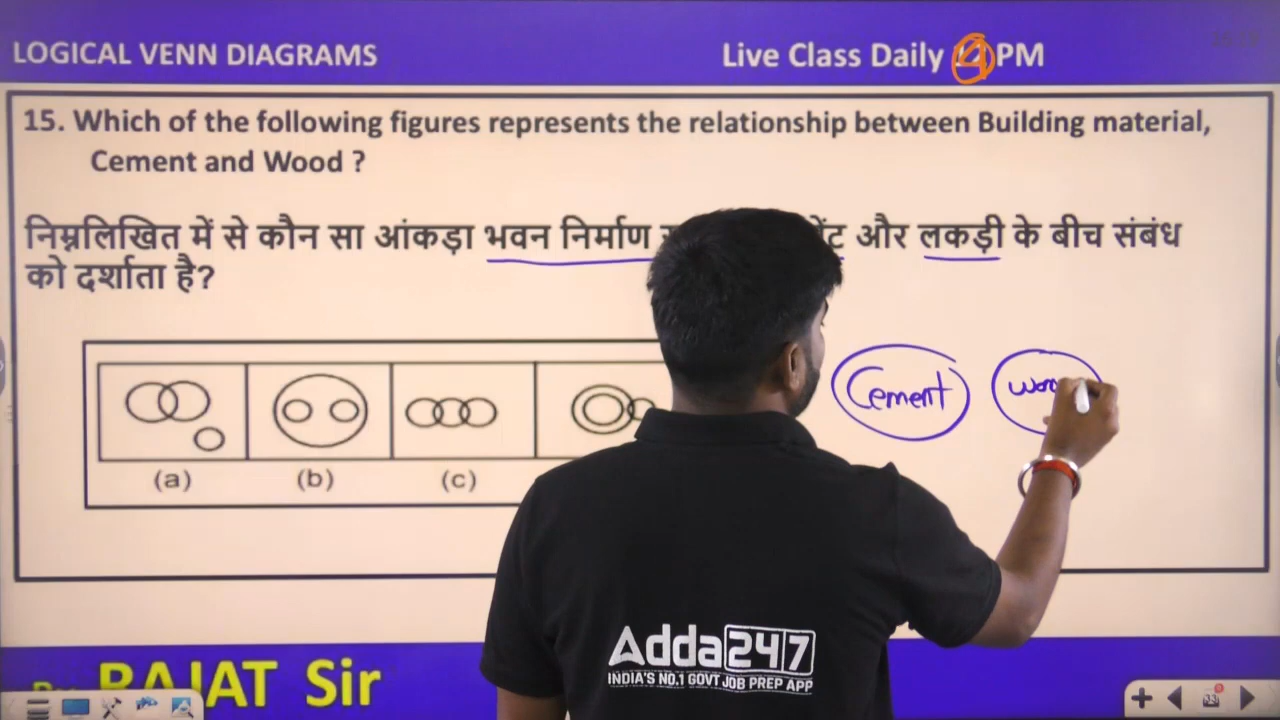 LOGICAL VENN DIAGRAMS
Live Class Daily 4 PM
15. Which of the following figures represents the relationship between Building material,
Cement and Wood ?
निम्नलिखित में से कौन सा आंकड़ा भवन निर्माण और लकड़ी के बीच संबंध
को दर्शाता है?
Cement
(a) (b) (c)
Adda247
INDIA'S NO.1 GOVT JOB PREP APP
RAJAT Sir
33